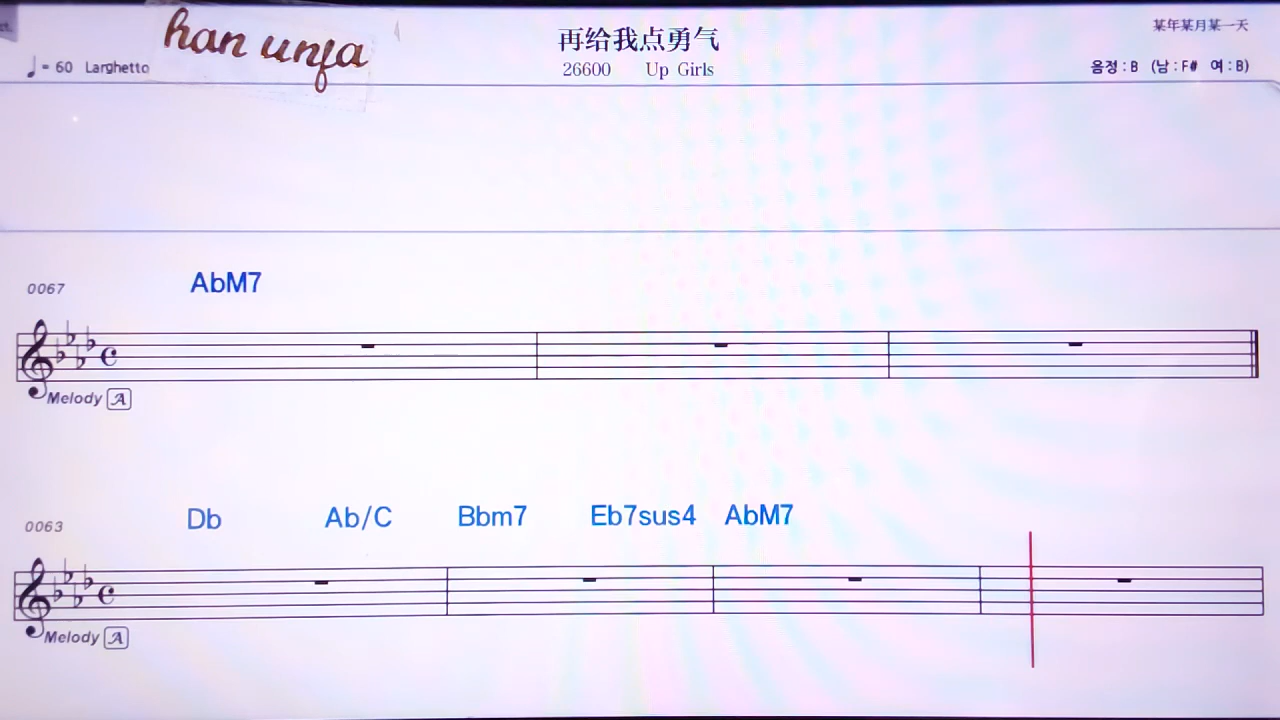 han unfa
再给我点勇气
某年某月某一天
♩= 60 Larghetto
26600 Up Girls
음정 : B (남 : F# 여 : B)
0067
AbM7
Melody A
0063
Db Ab/C Bbm7 Eb7sus4 AbM7
Melody A